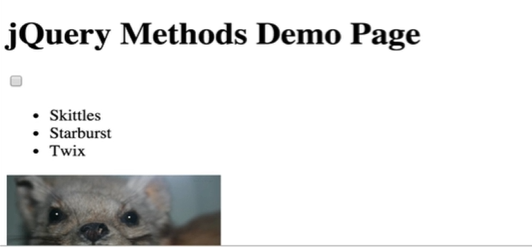 jQuery Methods Demo Page
Skittles
Starburst
Twix